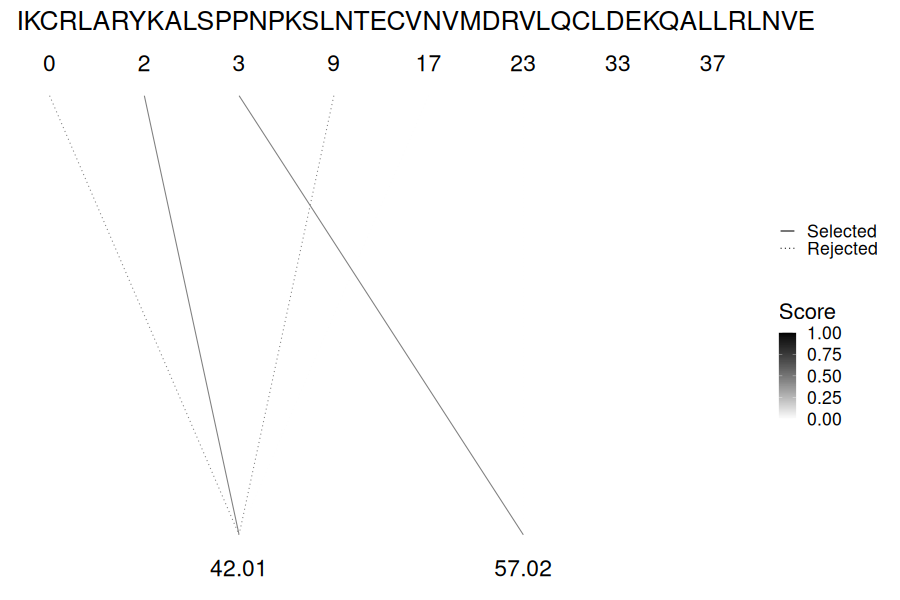 IKCRLARYKALSPPNPKSLNTECVNVMDRVLQCLDEKQALLRLNVE
0 2 3 9 17 23 33 37
Selected
Rejected
Score
1.00
0.75
0.50
0.25
0.00
42.01 57.02